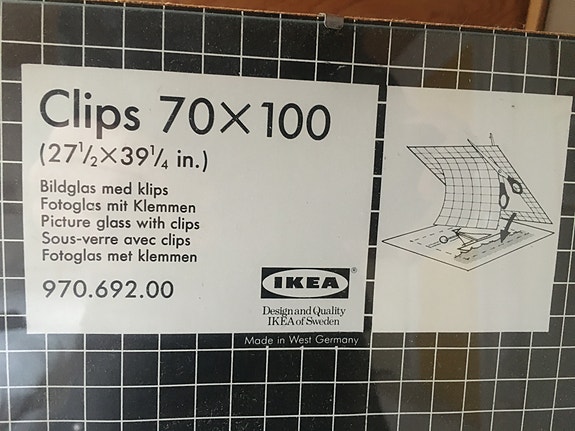 Clips 70×100
(27½×39¼ in.)
Bildglas med klips
Fotoglas mit Klemmen
Picture glass with clips
Sous-verre avec clips
Fotoglas met klemmen
970.692.00
IKEA®
Design and Quality
IKEA of Sweden
Made in West Germany